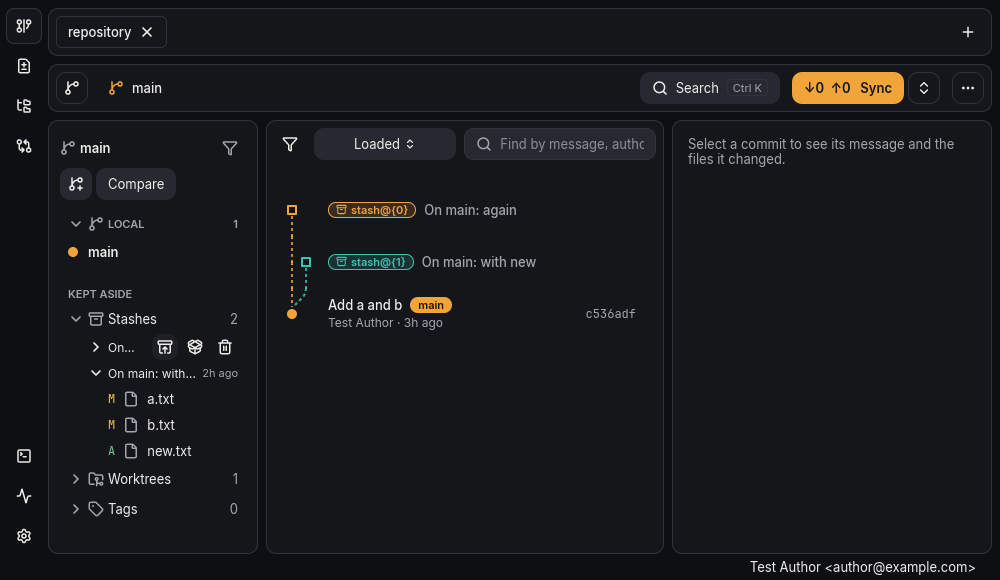 repository
main
Search Ctrl K
↓0 ↑0 Sync
main
Compare
LOCAL 1
main
KEPT ASIDE
Stashes 2
On...
On main: with... 2h ago
M a.txt
M b.txt
A new.txt
Worktrees 1
Tags 0
Loaded
Find by message, autho
stash@{0} On main: again
stash@{1} On main: with new
Add a and b main
Test Author · 3h ago
c536adf
Select a commit to see its message and the
files it changed.
Test Author <author@example.com>